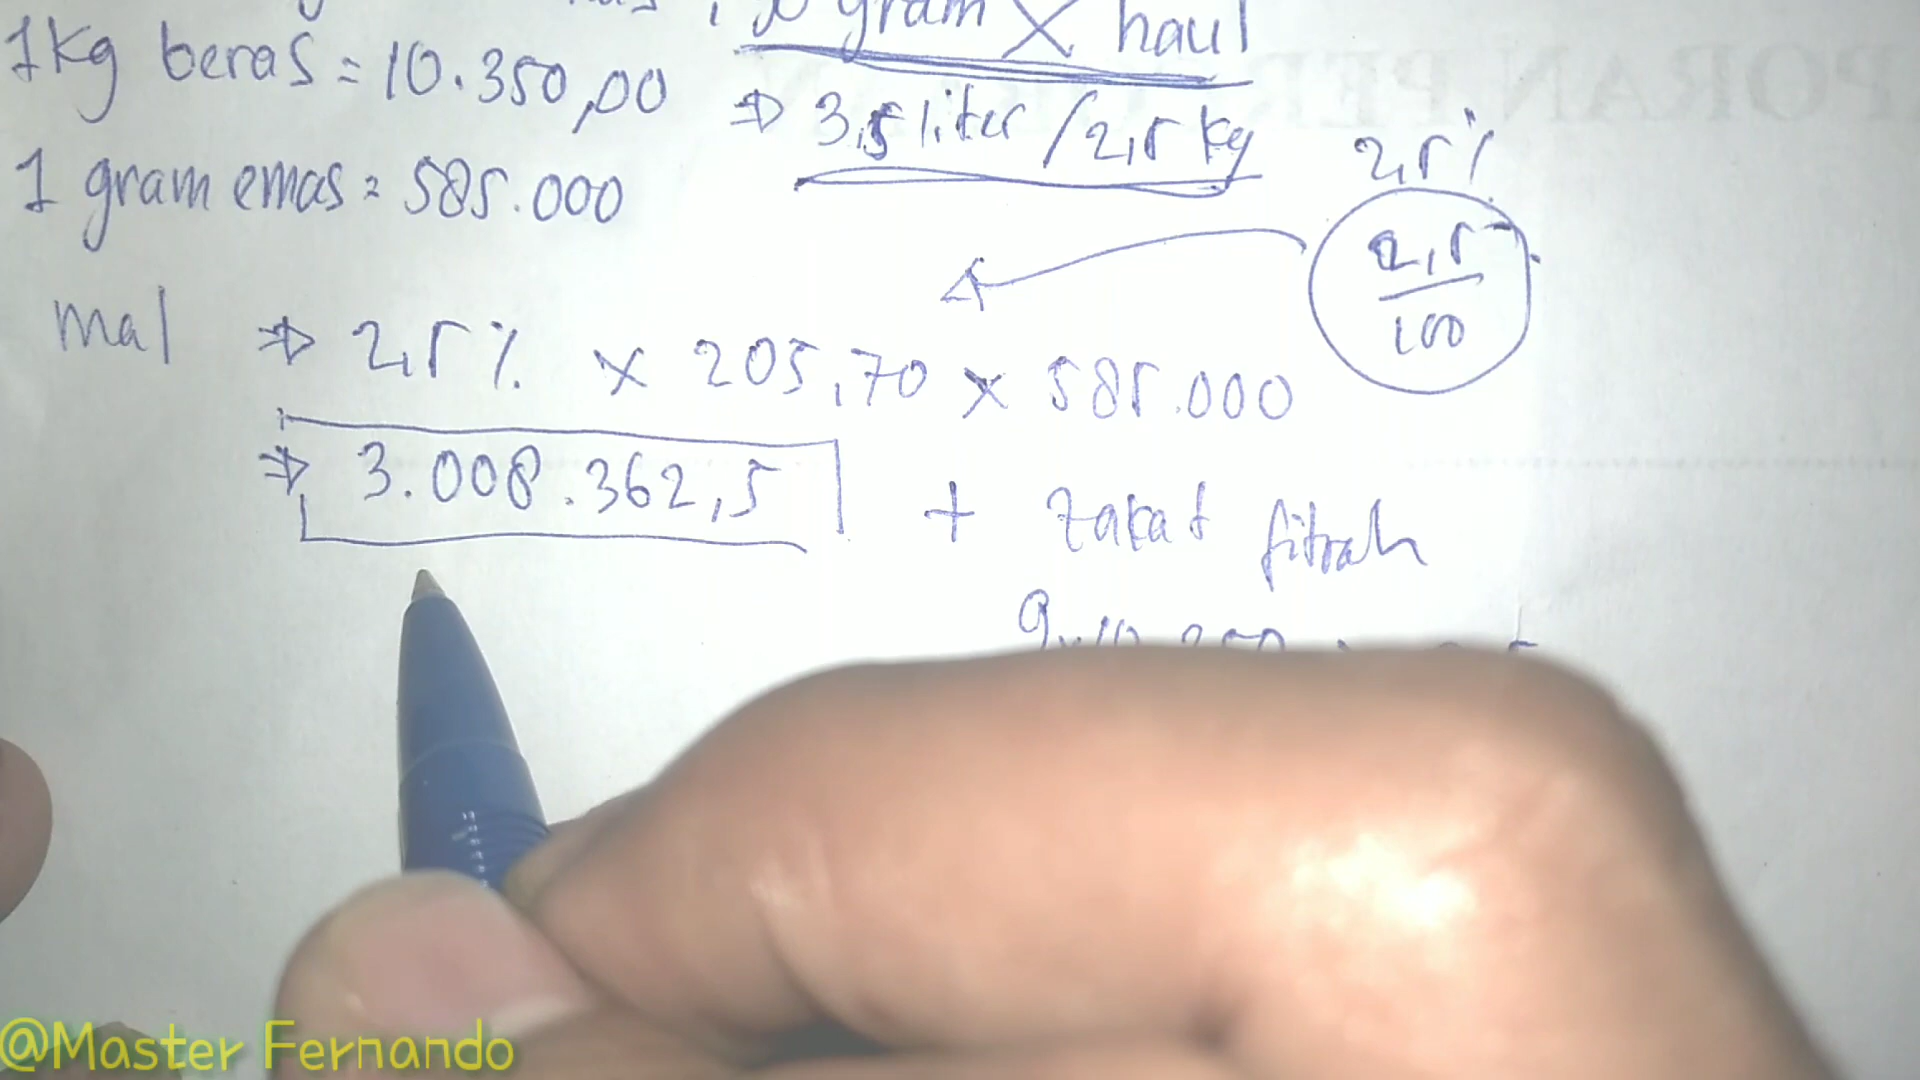 gram X haul
1kg beras = 10.350,00
⇒ 3,5 liter / 2,5 kg
1 gram emas = 585.000
2,5%
2,5
100
mal ⇒ 2,5% x 205,70 x 585.000
⇒ 3.008.362,5 + zakat fitrah
@Master Fernando